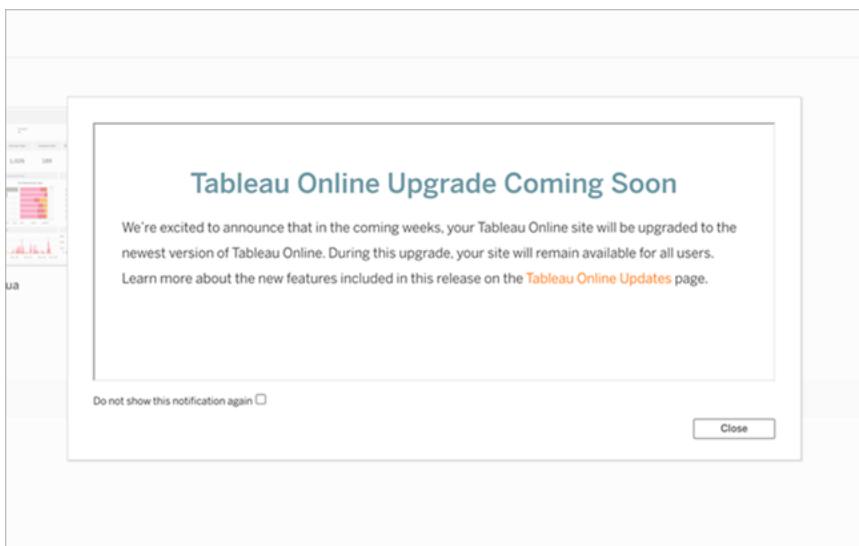 Tableau Online Upgrade Coming Soon
We're excited to announce that in the coming weeks, your Tableau Online site will be upgraded to the
newest version of Tableau Online. During this upgrade, your site will remain available for all users.
Learn more about the new features included in this release on the Tableau Online Updates page.
ua
Do not show this notification again
Close